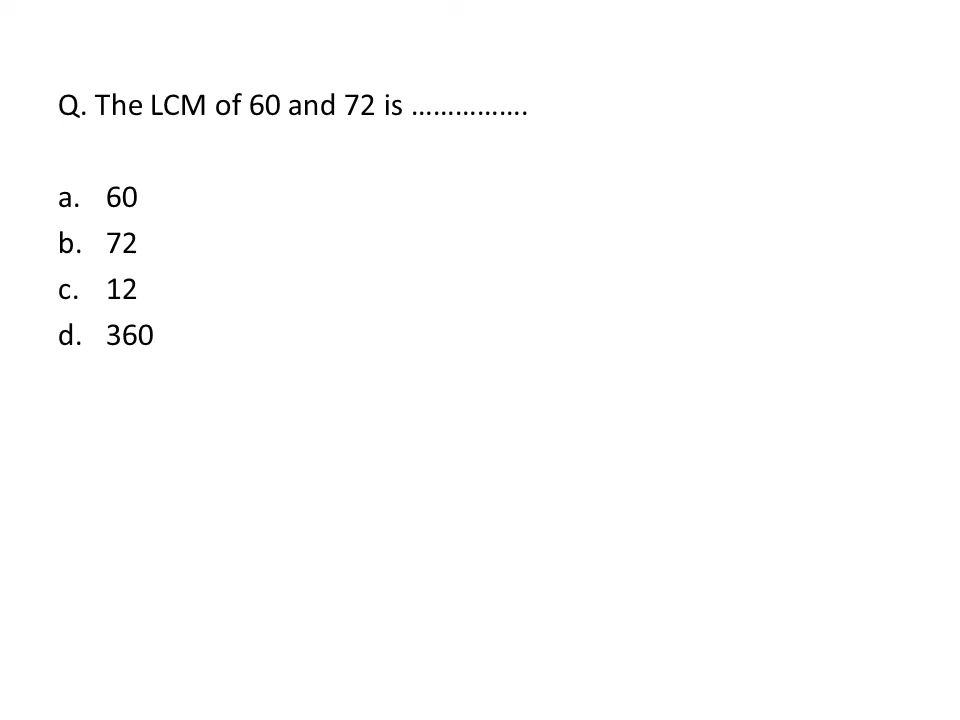 Q. The LCM of 60 and 72 is …………….
a. 60
b. 72
c. 12
d. 360